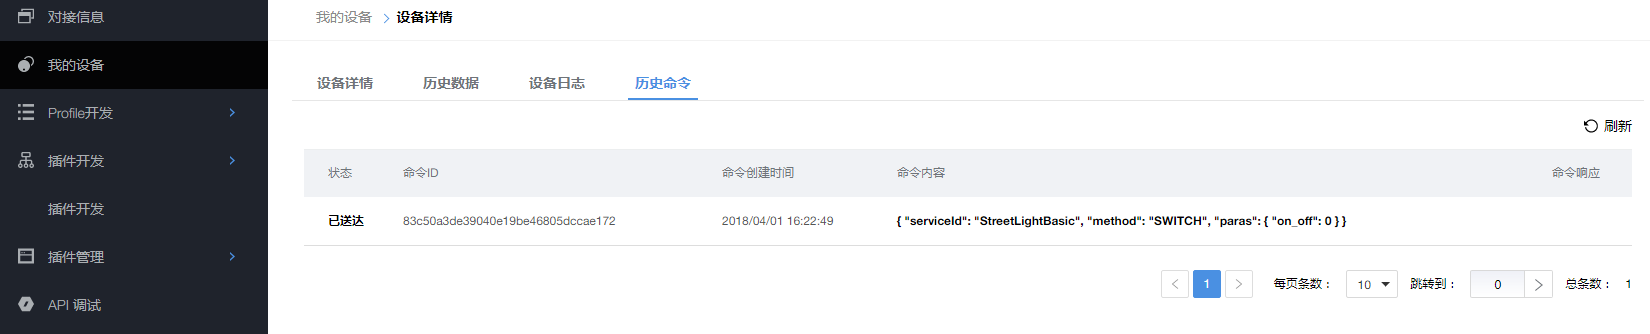 对接信息
我的设备
Profile开发
插件开发
插件开发
插件管理
API 调试
我的设备 > 设备详情
设备详情 历史数据 设备日志 历史命令
刷新
状态 命令ID 命令创建时间 命令内容 命令响应
已送达 83c50a3de39040e19be46805dccae172 2018/04/01 16:22:49 { "serviceId": "StreetLightBasic", "method": "SWITCH", "paras": { "on_off": 0 } }
< 1 > 每页条数： 10 跳转到： 0 > 总条数： 1